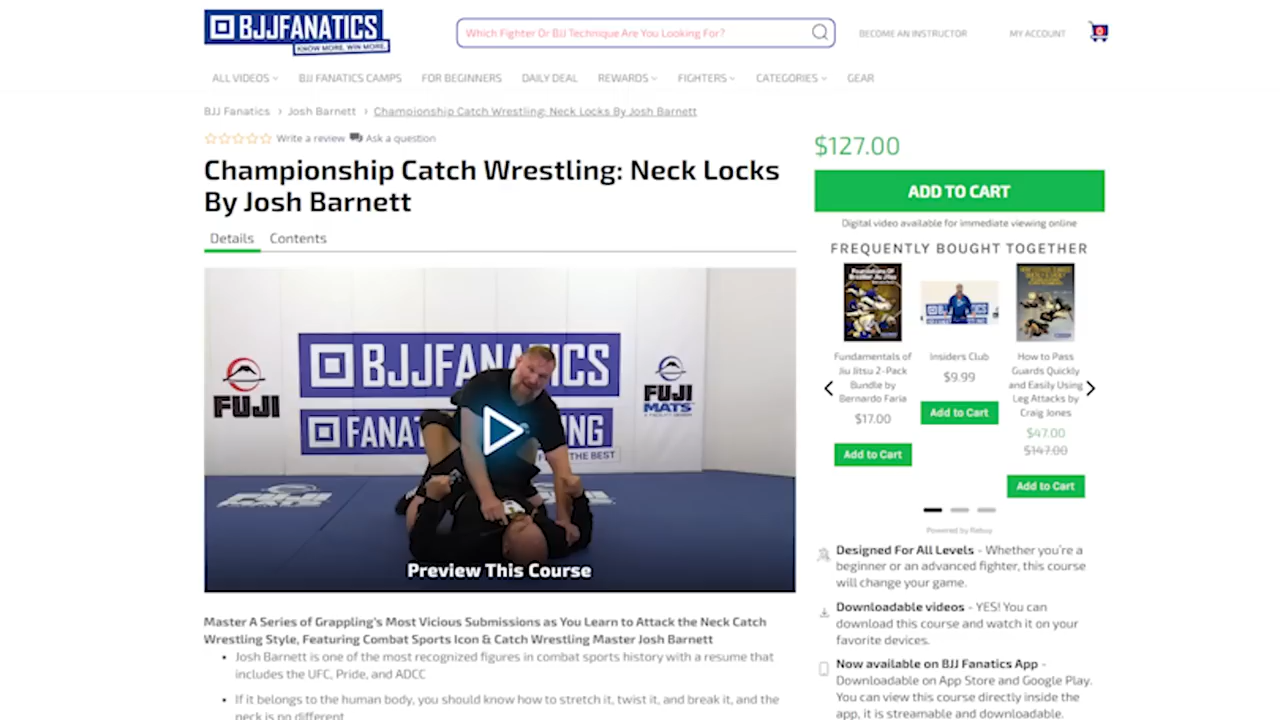 BJJFANATICS
KNOW MORE, WIN MORE.
Which Fighter Or BJJ Technique Are You Looking For?
BECOME AN INSTRUCTOR
MY ACCOUNT
0
ALL VIDEOS
BJJ FANATICS CAMPS
FOR BEGINNERS
DAILY DEAL
REWARDS
FIGHTERS
CATEGORIES
GEAR
BJJ Fanatics > Josh Barnett > Championship Catch Wrestling: Neck Locks By Josh Barnett
Write a review Ask a question
Championship Catch Wrestling: Neck Locks
By Josh Barnett
Details Contents
BJJFANATICS
FUJI
FUJI
MATS
FANAT
NG
THE BEST
Preview This Course
Master A Series of Grappling's Most Vicious Submissions as You Learn to Attack the Neck Catch
Wrestling Style, Featuring Combat Sports Icon & Catch Wrestling Master Josh Barnett
• Josh Barnett is one of the most recognized figures in combat sports history with a resume that
includes the UFC, Pride, and ADCC
• If it belongs to the human body, you should know how to stretch it, twist it, and break it, and the
neck is no different
$127.00
ADD TO CART
Digital video available for immediate viewing online
FREQUENTLY BOUGHT TOGETHER
Fundamentals of
Jiu Jitsu 2-Pack
Bundle by
Bernardo Faria
$17.00
Add to Cart
Insiders Club
$9.99
Add to Cart
How to Pass
Guards Quickly
and Easily Using
Leg Attacks by
Craig Jones
$47.00
$147.00
Add to Cart
Powered by Rebuy
Designed For All Levels - Whether you're a
beginner or an advanced fighter, this course
will change your game.
Downloadable videos - YES! You can
download this course and watch it on your
favorite devices.
Now available on BJJ Fanatics App -
Downloadable on App Store and Google Play.
You can view this course directly inside the
app, it is streamable and downloadable.